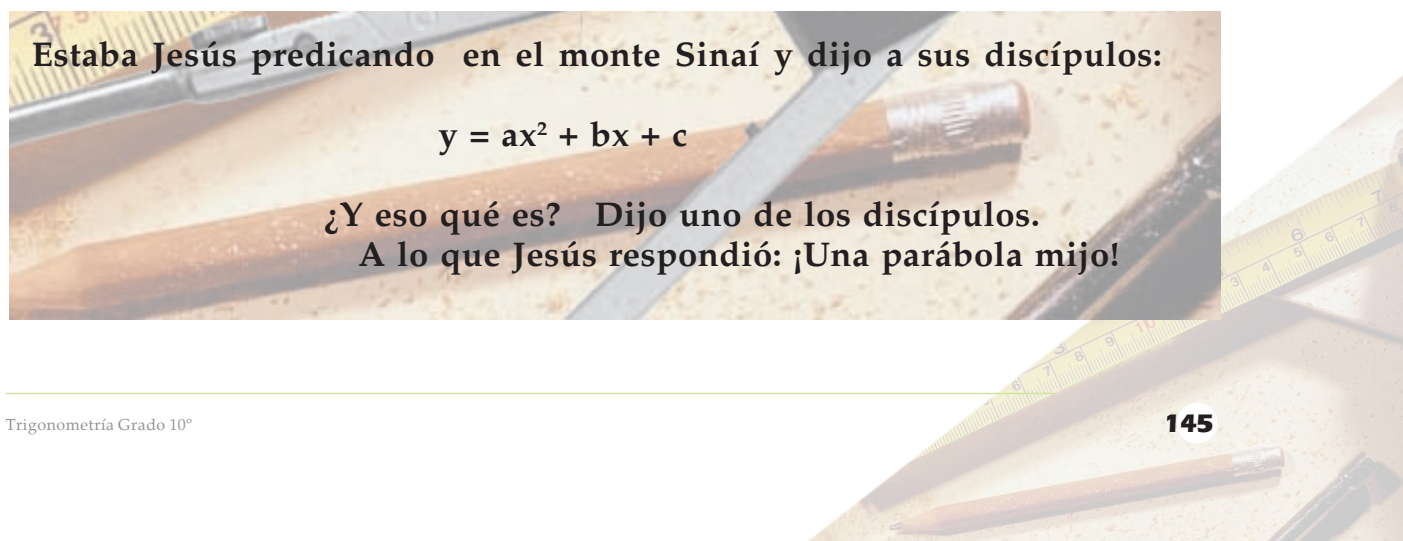 Estaba Jesús predicando en el monte Sinaí y dijo a sus discípulos:
y = ax² + bx + c
¿Y eso qué es? Dijo uno de los discípulos.
A lo que Jesús respondió: ¡Una parábola mijo!
Trigonometría Grado 10º
145